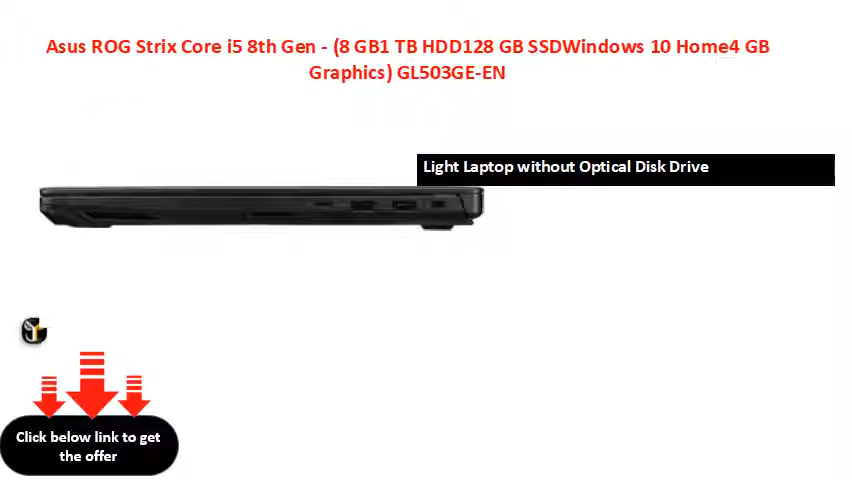 Asus ROG Strix Core i5 8th Gen - (8 GB1 TB HDD128 GB SSDWindows 10 Home4 GB
Graphics) GL503GE-EN
Light Laptop without Optical Disk Drive
Click below link to get
the offer